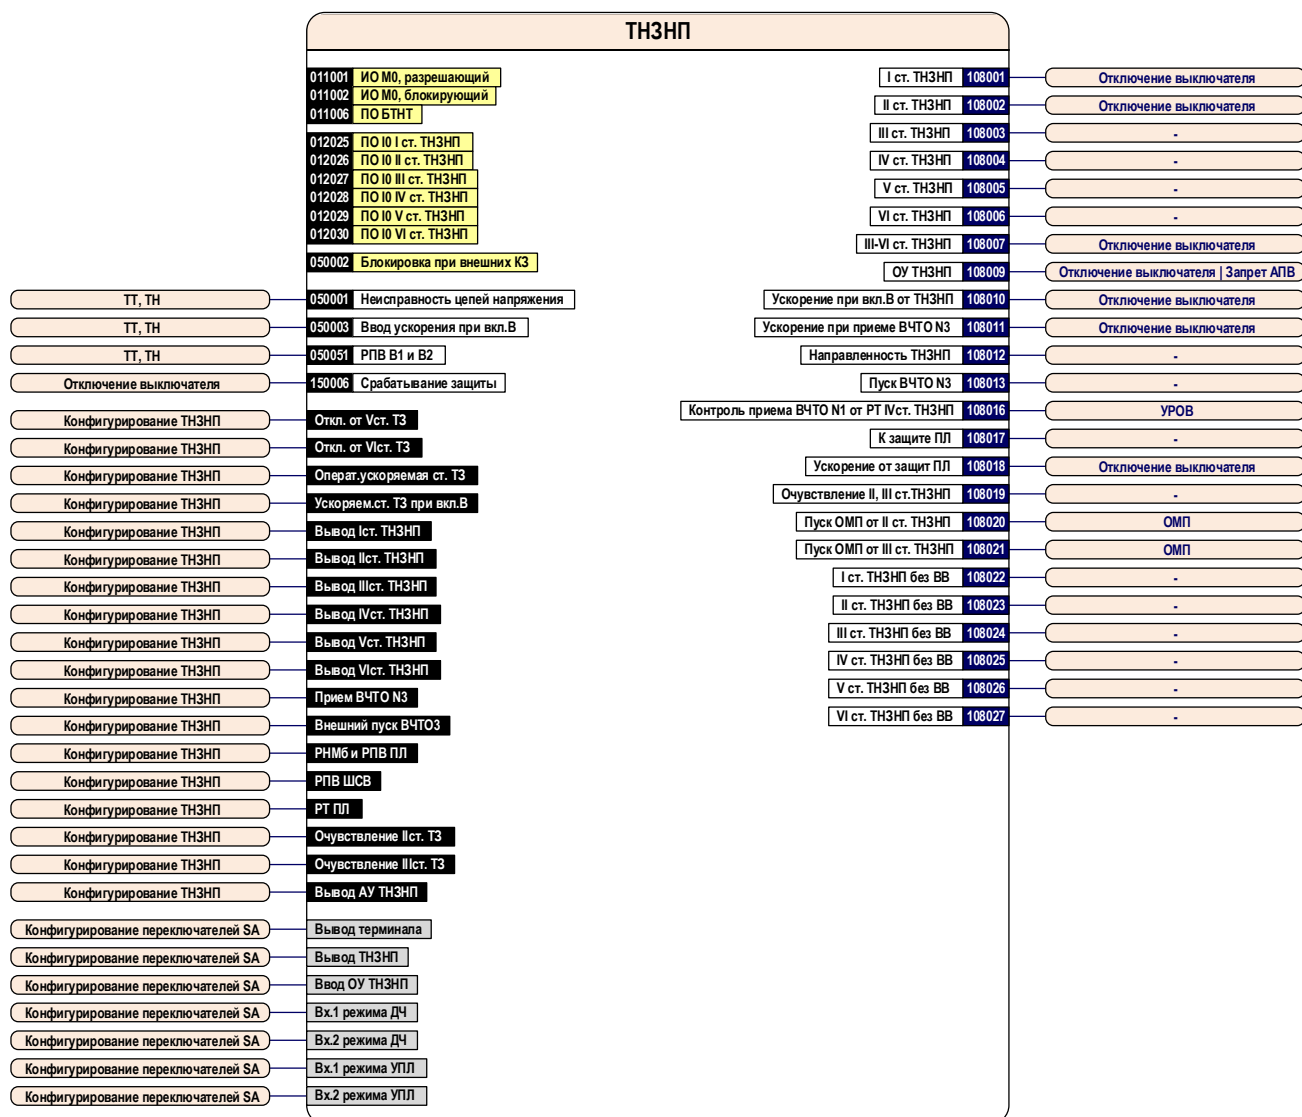 ТНЗНП
011001 ИО М0, разрешающий
011002 ИО М0, блокирующий
011006 ПО БТНТ
012025 ПО I0 I ст. ТНЗНП
012026 ПО I0 II ст. ТНЗНП
012027 ПО I0 III ст. ТНЗНП
012028 ПО I0 IV ст. ТНЗНП
012029 ПО I0 V ст. ТНЗНП
012030 ПО I0 VI ст. ТНЗНП
050002 Блокировка при внешних КЗ
ТТ, ТН 050001 Неисправность цепей напряжения
ТТ, ТН 050003 Ввод ускорения при вкл.В
ТТ, ТН 050051 РПВ В1 и В2
Отключение выключателя 150006 Срабатывание защиты
Конфигурирование ТНЗНП Откл. от Vст. ТЗ
Конфигурирование ТНЗНП Откл. от VIст. ТЗ
Конфигурирование ТНЗНП Операт.ускоряемая ст. ТЗ
Конфигурирование ТНЗНП Ускоряем.ст. ТЗ при вкл.В
Конфигурирование ТНЗНП Вывод Iст. ТНЗНП
Конфигурирование ТНЗНП Вывод IIст. ТНЗНП
Конфигурирование ТНЗНП Вывод IIIст. ТНЗНП
Конфигурирование ТНЗНП Вывод IVст. ТНЗНП
Конфигурирование ТНЗНП Вывод Vст. ТНЗНП
Конфигурирование ТНЗНП Вывод VIст. ТНЗНП
Конфигурирование ТНЗНП Прием ВЧТО N3
Конфигурирование ТНЗНП Внешний пуск ВЧТО3
Конфигурирование ТНЗНП РНМб и РПВ ПЛ
Конфигурирование ТНЗНП РПВ ШСВ
Конфигурирование ТНЗНП РТ ПЛ
Конфигурирование ТНЗНП Очувствление IIст. ТЗ
Конфигурирование ТНЗНП Очувствление IIIст. ТЗ
Конфигурирование ТНЗНП Вывод АУ ТНЗНП
Конфигурирование переключателей SA Вывод терминала
Конфигурирование переключателей SA Вывод ТНЗНП
Конфигурирование переключателей SA Ввод ОУ ТНЗНП
Конфигурирование переключателей SA Вх.1 режима ДЧ
Конфигурирование переключателей SA Вх.2 режима ДЧ
Конфигурирование переключателей SA Вх.1 режима УПЛ
Конфигурирование переключателей SA Вх.2 режима УПЛ
I ст. ТНЗНП 108001 Отключение выключателя
II ст. ТНЗНП 108002 Отключение выключателя
III ст. ТНЗНП 108003 -
IV ст. ТНЗНП 108004 -
V ст. ТНЗНП 108005 -
VI ст. ТНЗНП 108006 -
III-VI ст. ТНЗНП 108007 Отключение выключателя
ОУ ТНЗНП 108009 Отключение выключателя | Запрет АПВ
Ускорение при вкл.В от ТНЗНП 108010 Отключение выключателя
Ускорение при приеме ВЧТО N3 108011 Отключение выключателя
Направленность ТНЗНП 108012 -
Пуск ВЧТО N3 108013 -
Контроль приема ВЧТО N1 от РТ IVст. ТНЗНП 108016 УРОВ
К защите ПЛ 108017 -
Ускорение от защит ПЛ 108018 Отключение выключателя
Очувствление II, III ст.ТНЗНП 108019 -
Пуск ОМП от II ст. ТНЗНП 108020 ОМП
Пуск ОМП от III ст. ТНЗНП 108021 ОМП
I ст. ТНЗНП без ВВ 108022 -
II ст. ТНЗНП без ВВ 108023 -
III ст. ТНЗНП без ВВ 108024 -
IV ст. ТНЗНП без ВВ 108025 -
V ст. ТНЗНП без ВВ 108026 -
VI ст. ТНЗНП без ВВ 108027 -